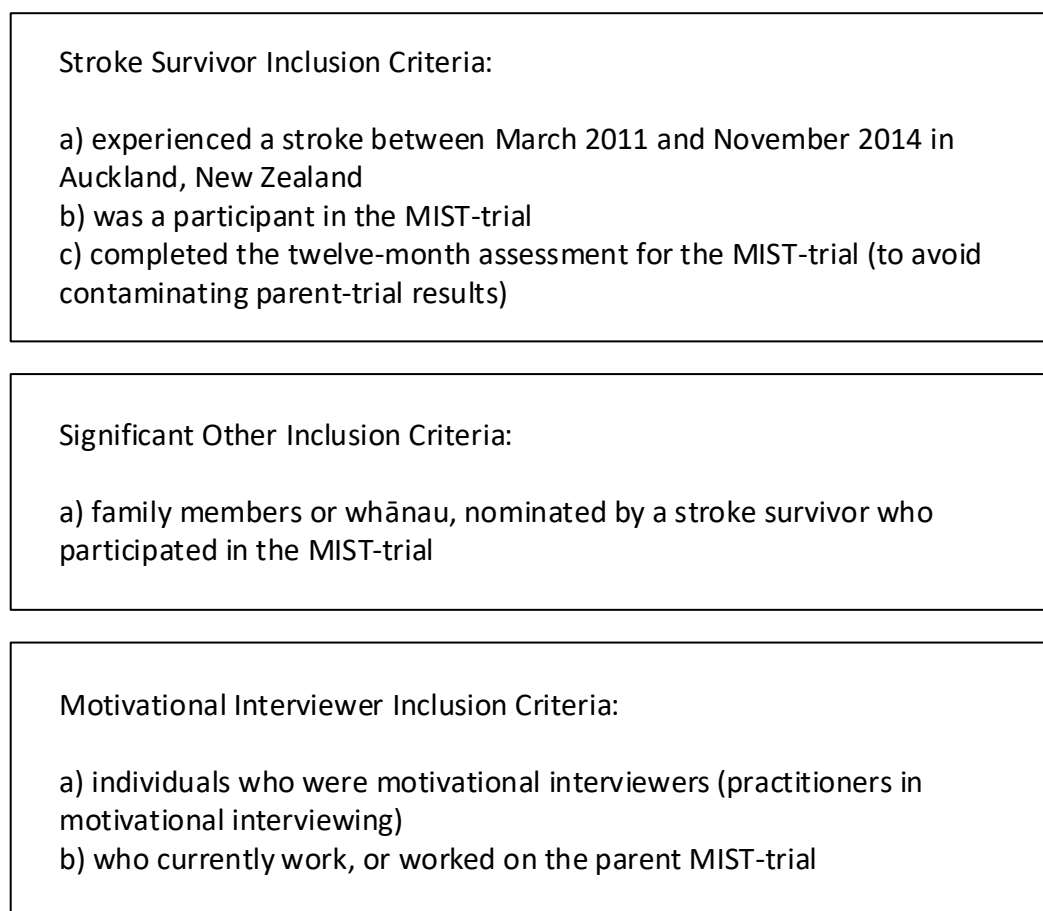 Stroke Survivor Inclusion Criteria:
a) experienced a stroke between March 2011 and November 2014 in
Auckland, New Zealand
b) was a participant in the MIST-trial
c) completed the twelve-month assessment for the MIST-trial (to avoid
contaminating parent-trial results)
Significant Other Inclusion Criteria:
a) family members or whānau, nominated by a stroke survivor who
participated in the MIST-trial
Motivational Interviewer Inclusion Criteria:
a) individuals who were motivational interviewers (practitioners in
motivational interviewing)
b) who currently work, or worked on the parent MIST-trial